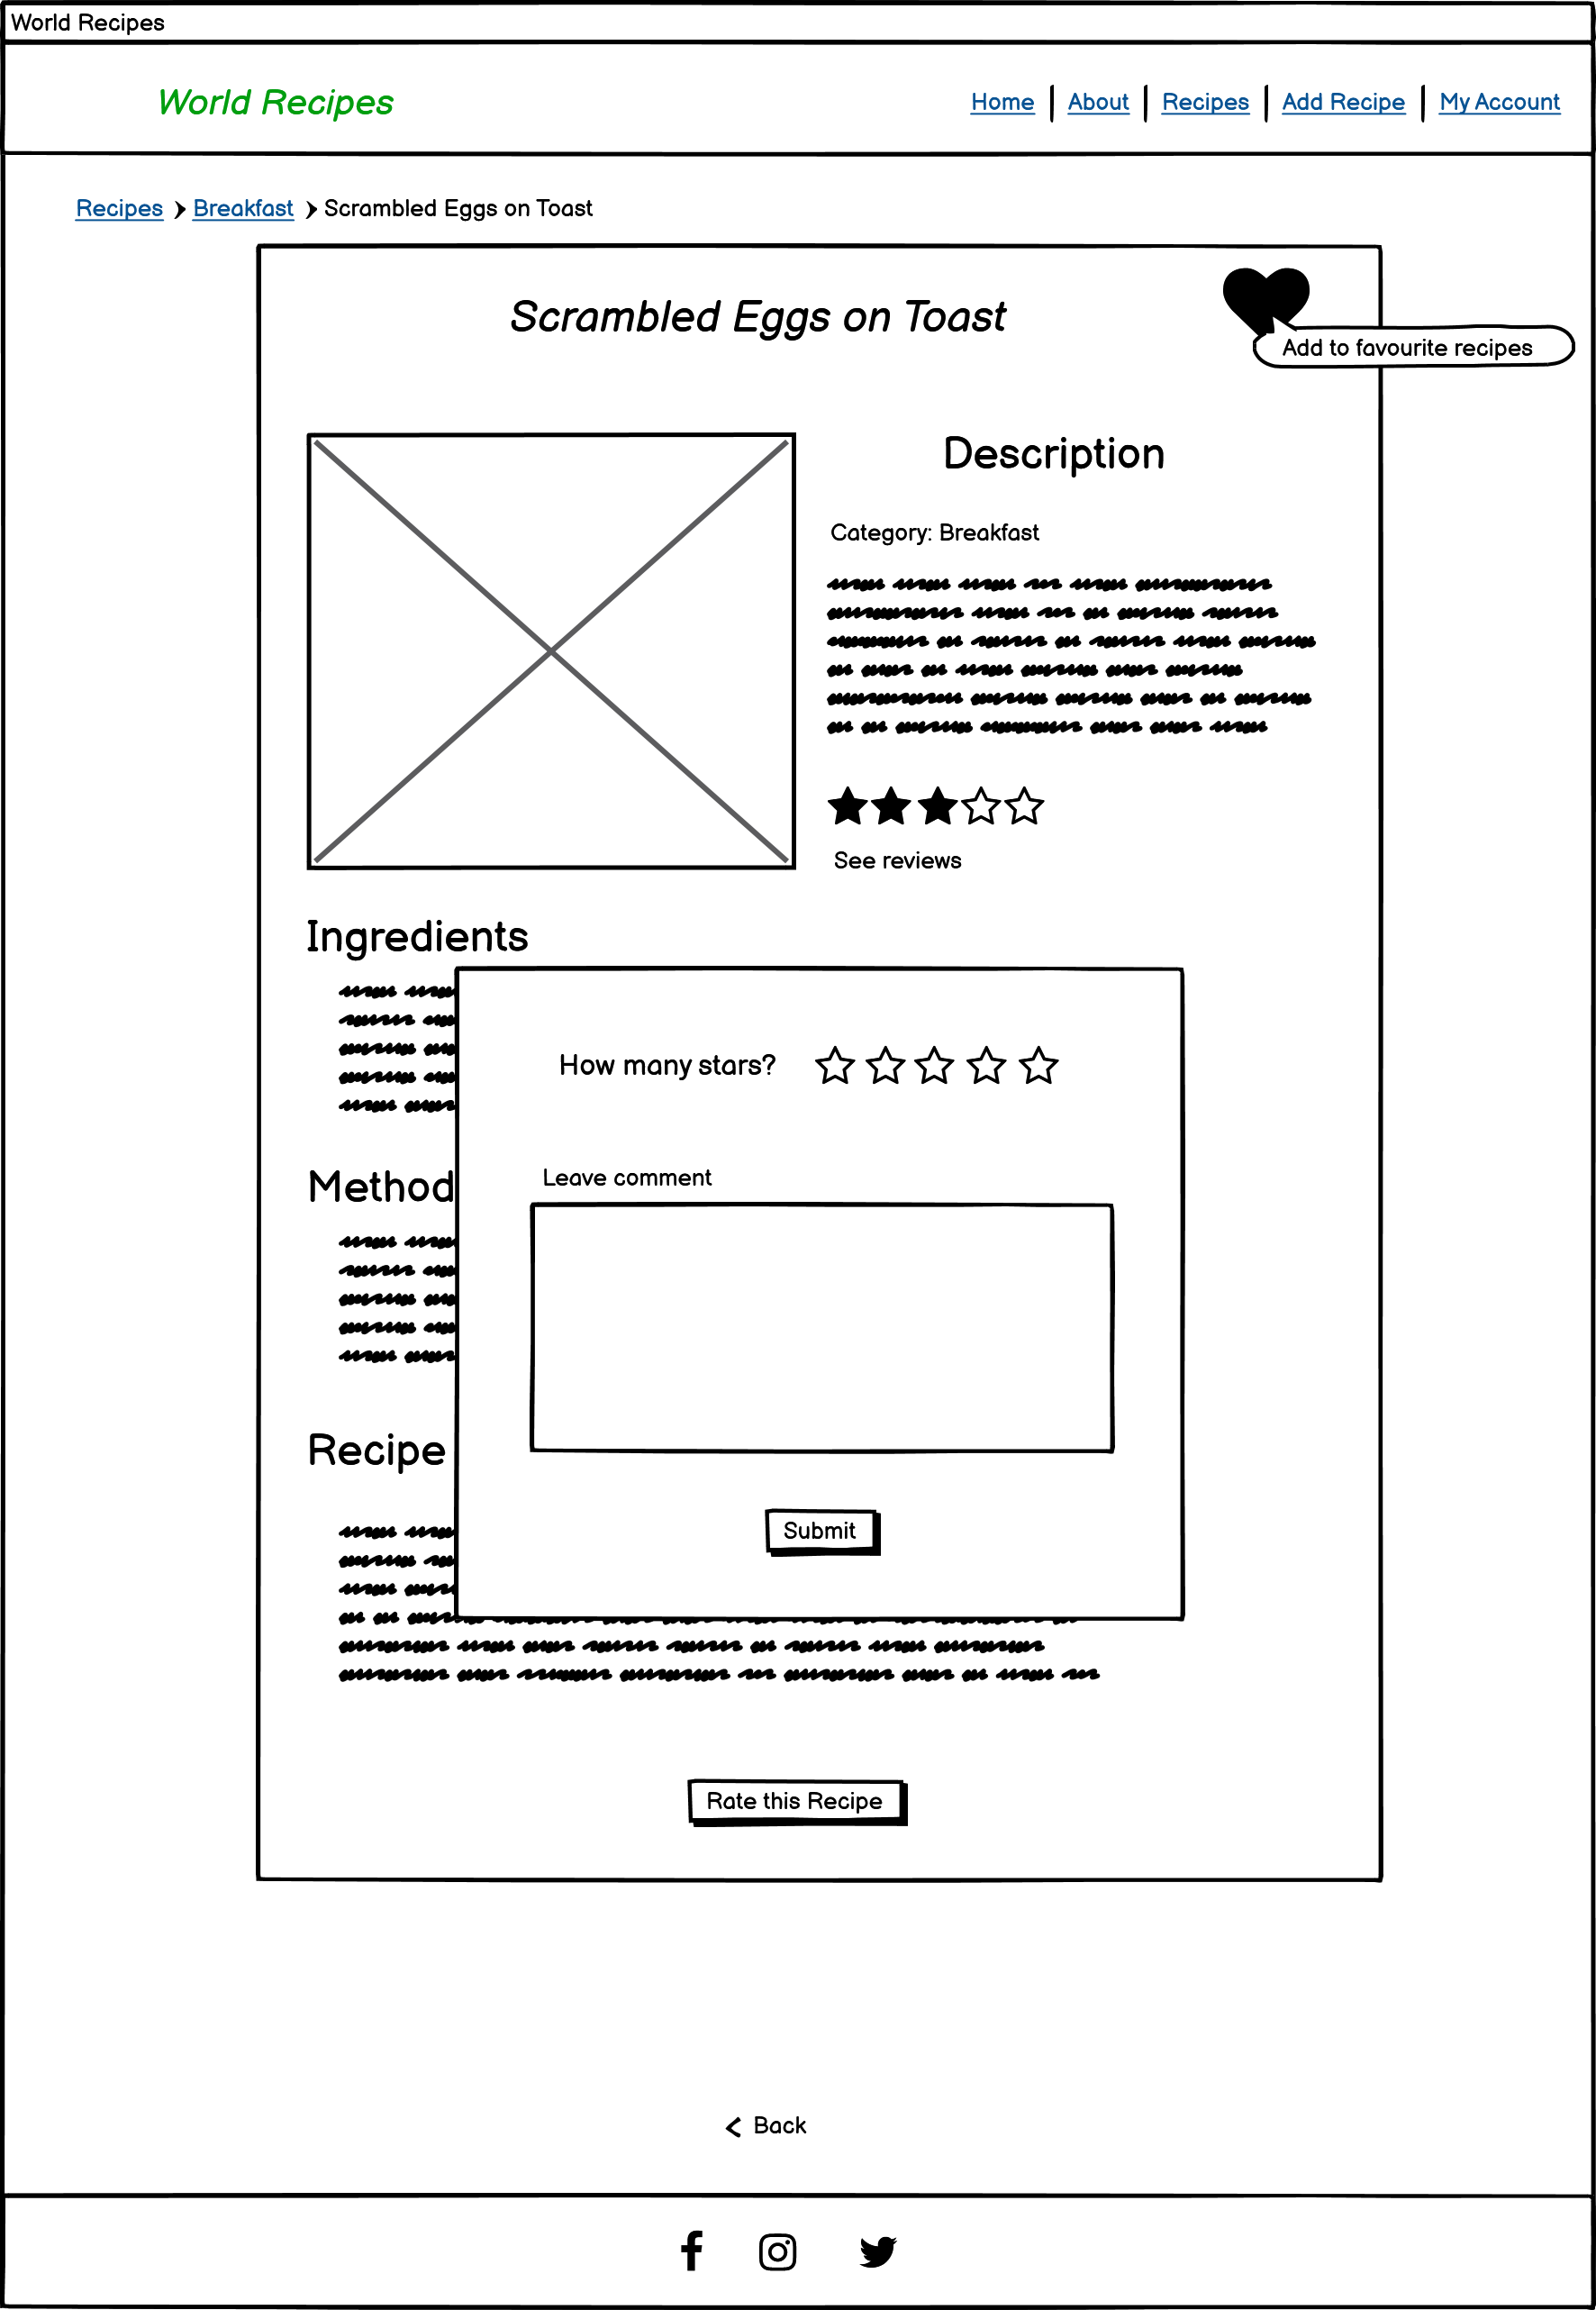 World Recipes
World Recipes
Home About Recipes Add Recipe My Account
Recipes Breakfast Scrambled Eggs on Toast
Scrambled Eggs on Toast
Add to favourite recipes
Description
Category: Breakfast
See reviews
Ingredients
How many stars?
Leave comment
Method
Recipe
Submit
Rate this Recipe
Back